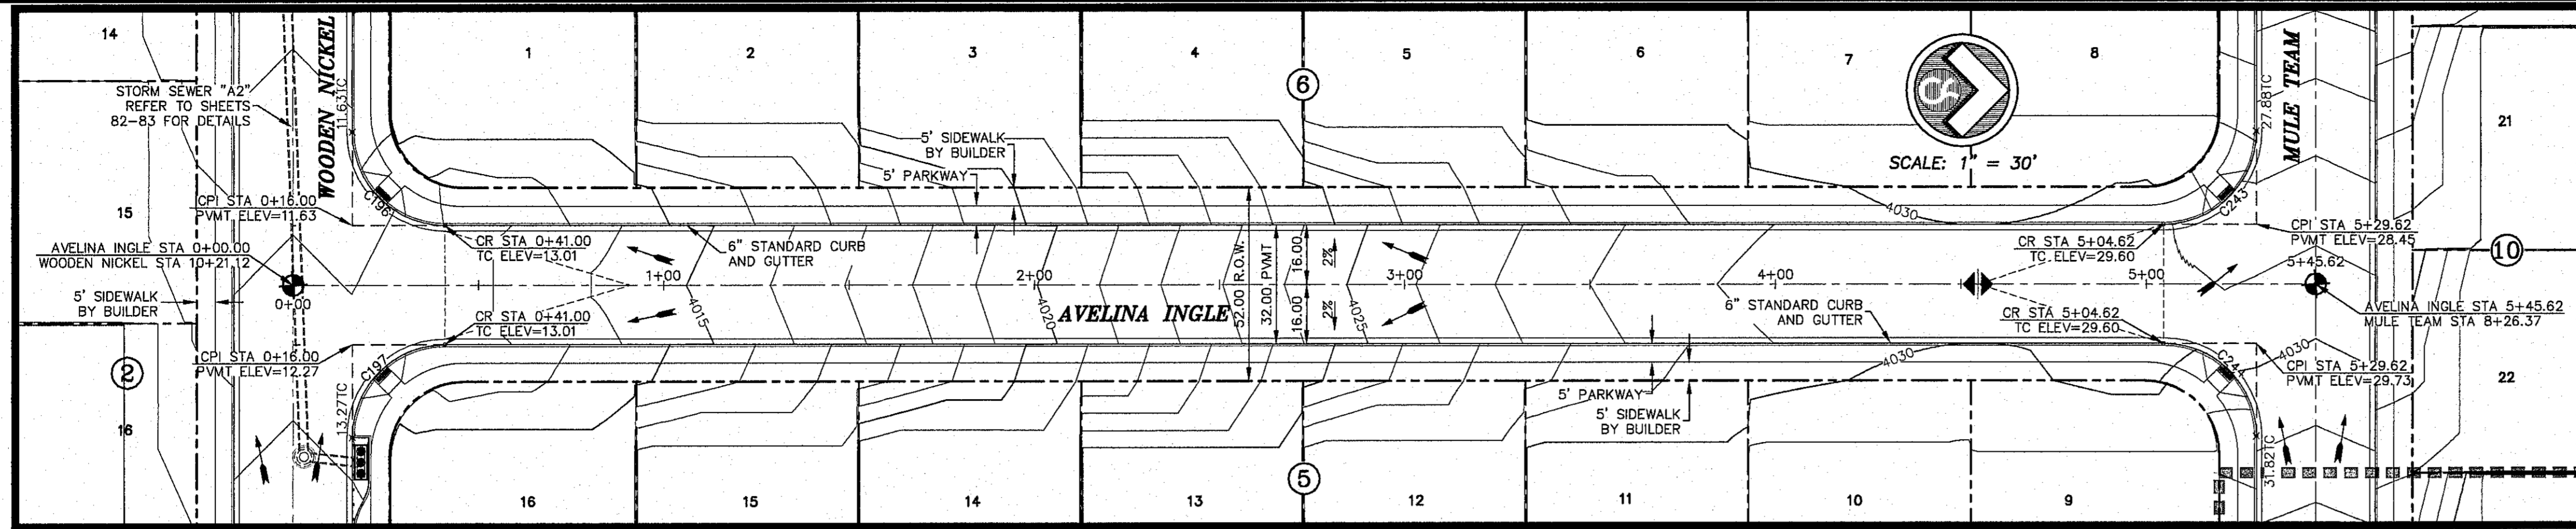 14
STORM SEWER "A2"
REFER TO SHEETS
82-83 FOR DETAILS
WOODEN NICKEL
11.63TC
1
2
3
4
5
6
7
8
6
SCALE: 1" = 30'
MULE TEAM
27.88TC
21
5' SIDEWALK
BY BUILDER
5' PARKWAY
15
CPI STA 0+16.00
PVMT ELEV=11.63
C196
C243
4030
CR STA 0+41.00
TC ELEV=13.01
6" STANDARD CURB
AND GUTTER
CPI STA 5+29.62
PVMT ELEV=28.45
CR STA 5+04.62
TC ELEV=29.60
10
AVELINA INGLE STA 0+00.00
WOODEN NICKEL STA 10+21.12
0+00
1+00
2+00
3+00
4+00
5+00
5+45.62
52.00 R.O.W.
32.00 PVMT
16.00
16.00
2%
2%
4015
4020
4025
AVELINA INGLE
5' SIDEWALK
BY BUILDER
CR STA 0+41.00
TC ELEV=13.01
6" STANDARD CURB
AND GUTTER
CR STA 5+04.62
TC ELEV=29.60
AVELINA INGLE STA 5+45.62
MULE TEAM STA 8+26.37
CPI STA 0+16.00
PVMT ELEV=12.27
2
C197
13.27TC
4030
C244
4030
CPI STA 5+29.62
PVMT ELEV=29.73
22
5' PARKWAY
5' SIDEWALK
BY BUILDER
16
31.82TC
16
15
14
13
5
12
11
10
9